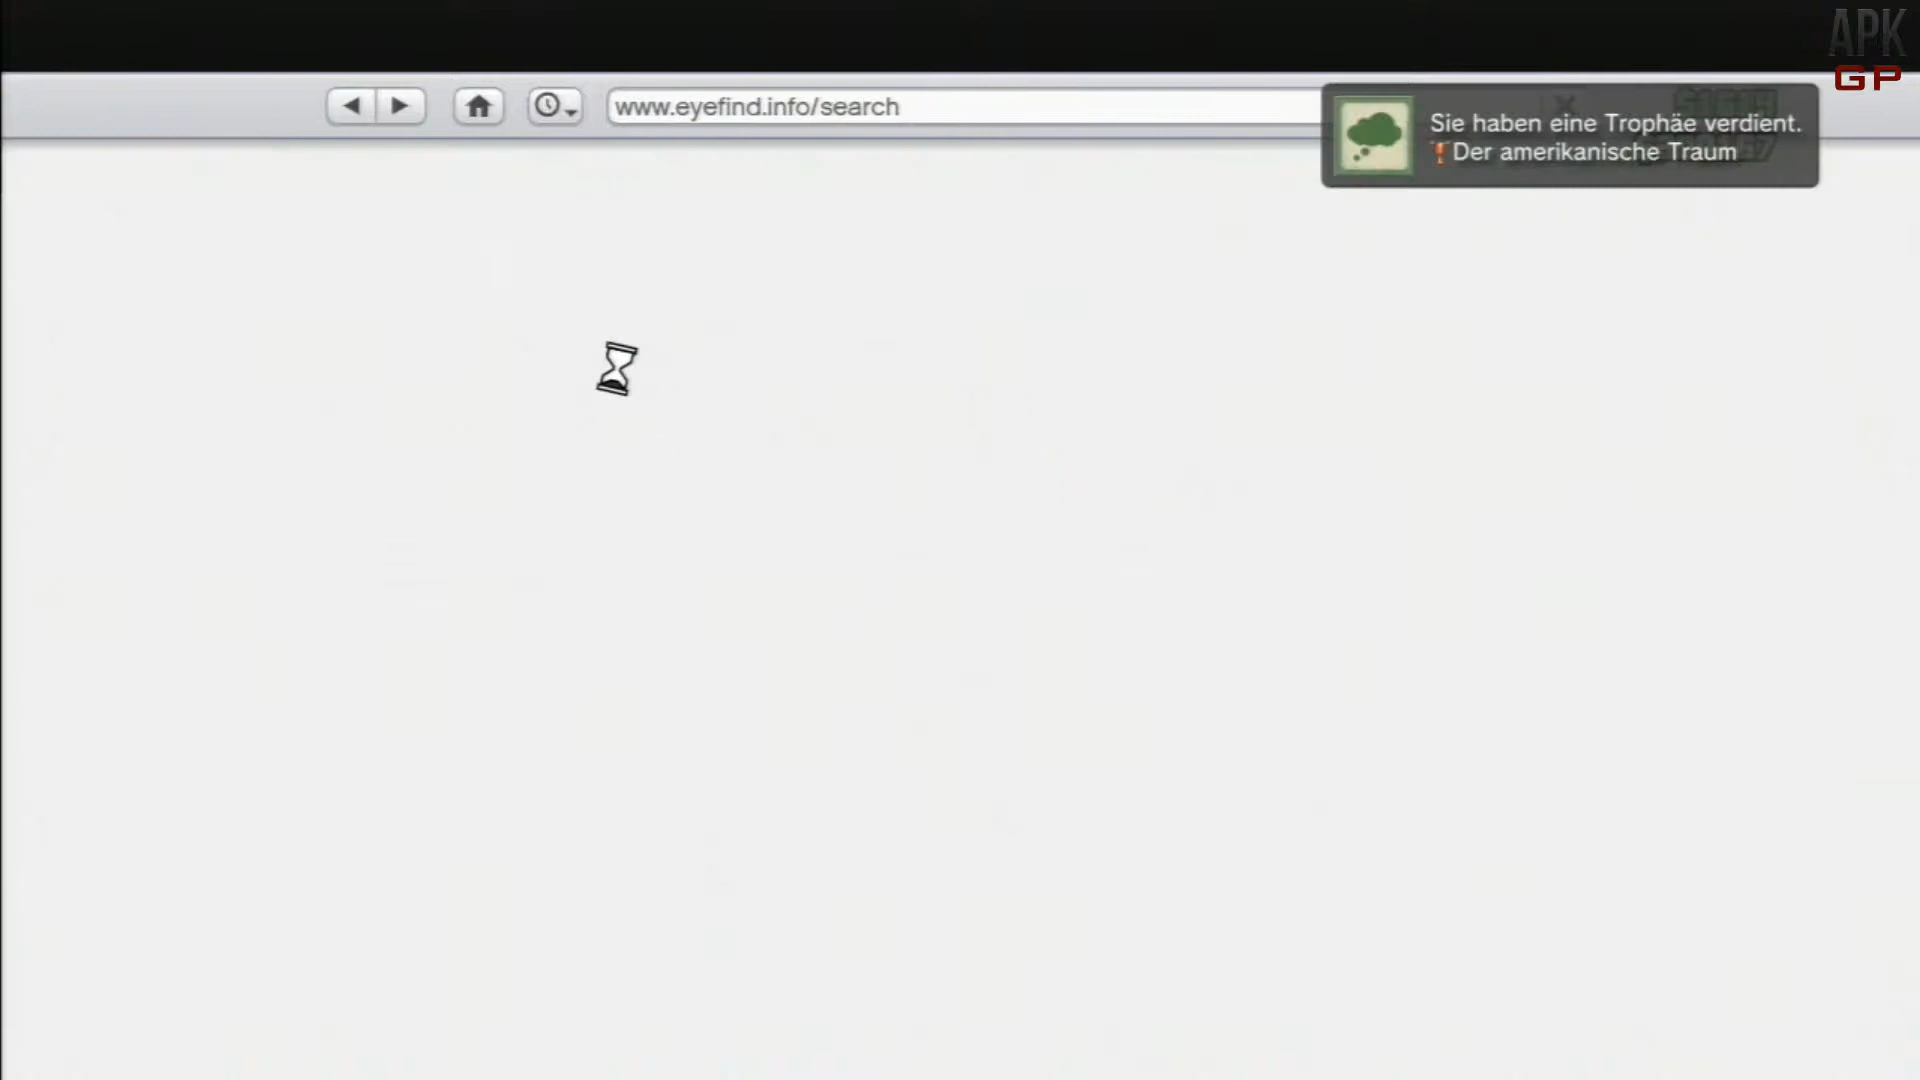 APK
GP
www.eyefind.info/search
Sie haben eine Trophäe verdient.
Der amerikanische Traum